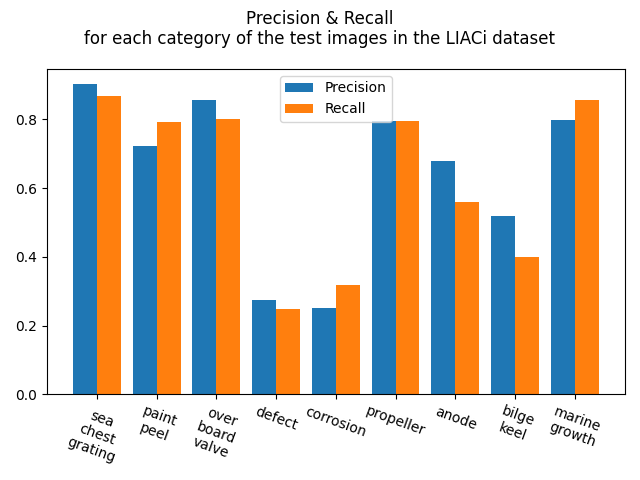 Precision & Recall
for each category of the test images in the LIACi dataset
Precision
Recall
0.8
0.6
0.4
0.2
0.0
sea
chest
grating
paint
peel
over
board
valve
defect
corrosion
propeller
anode
bilge
keel
marine
growth